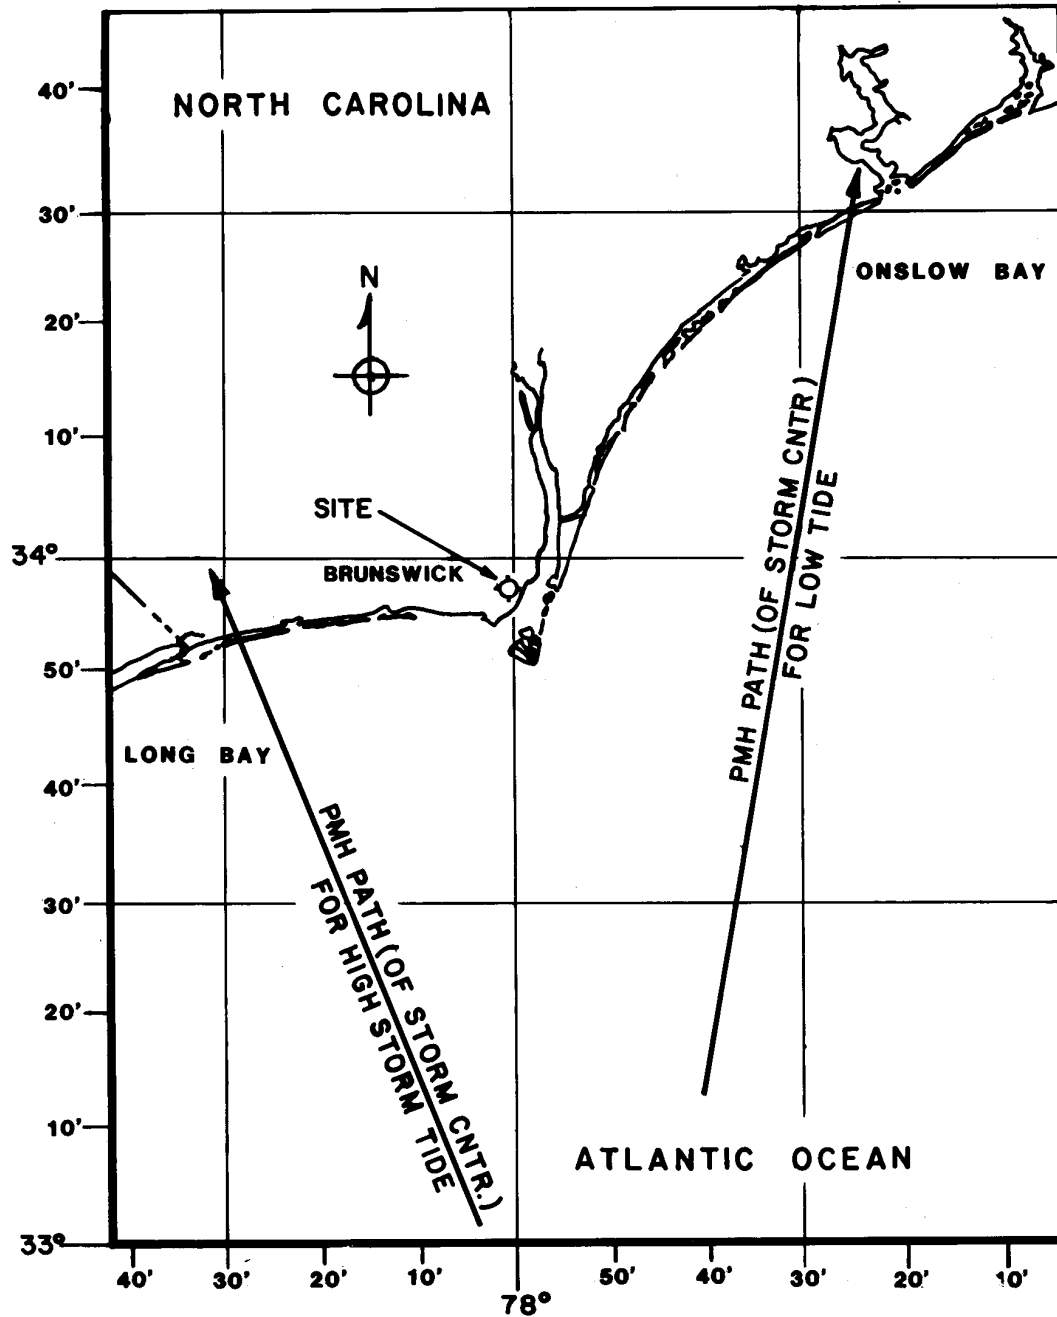 NORTH CAROLINA
40'
30'
20'
10'
34°
50'
40'
30'
20'
10'
33°
N
ONSLOW BAY
SITE
BRUNSWICK
LONG BAY
PMH PATH (OF STORM CNTR)
FOR LOW TIDE
PMH PATH (OF STORM CNTR.)
FOR HIGH STORM TIDE
ATLANTIC OCEAN
40' 30' 20' 10' 78° 50' 40' 30' 20' 10'